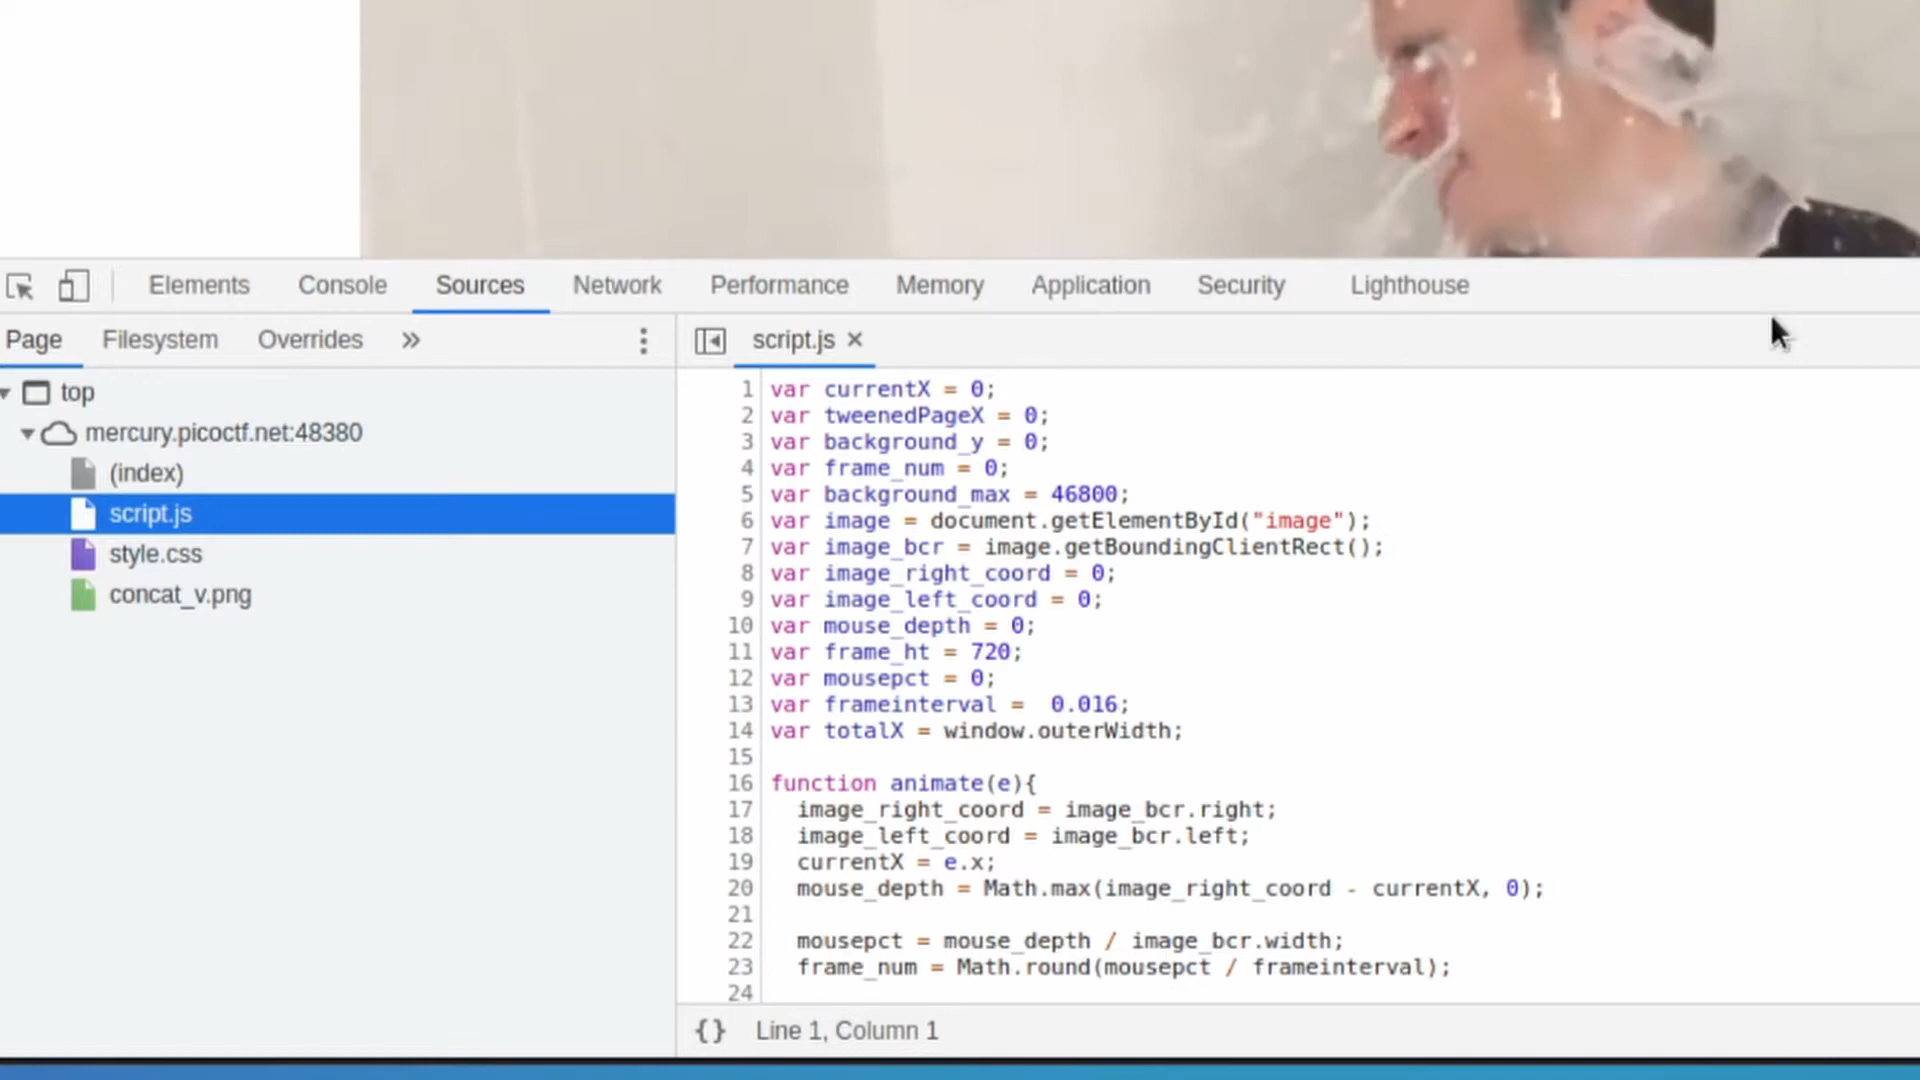 Elements Console Sources Network Performance Memory Application Security Lighthouse
Page Filesystem Overrides »
script.js ×
top
mercury.picoctf.net:48380
(index)
script.js
style.css
concat_v.png
1 var currentX = 0;
2 var tweenedPageX = 0;
3 var background_y = 0;
4 var frame_num = 0;
5 var background_max = 46800;
6 var image = document.getElementById("image");
7 var image_bcr = image.getBoundingClientRect();
8 var image_right_coord = 0;
9 var image_left_coord = 0;
10 var mouse_depth = 0;
11 var frame_ht = 720;
12 var mousepct = 0;
13 var frameinterval =  0.016;
14 var totalX = window.outerWidth;
15
16 function animate(e){
17   image_right_coord = image_bcr.right;
18   image_left_coord = image_bcr.left;
19   currentX = e.x;
20   mouse_depth = Math.max(image_right_coord - currentX, 0);
21
22   mousepct = mouse_depth / image_bcr.width;
23   frame_num = Math.round(mousepct / frameinterval);
24
{} Line 1, Column 1